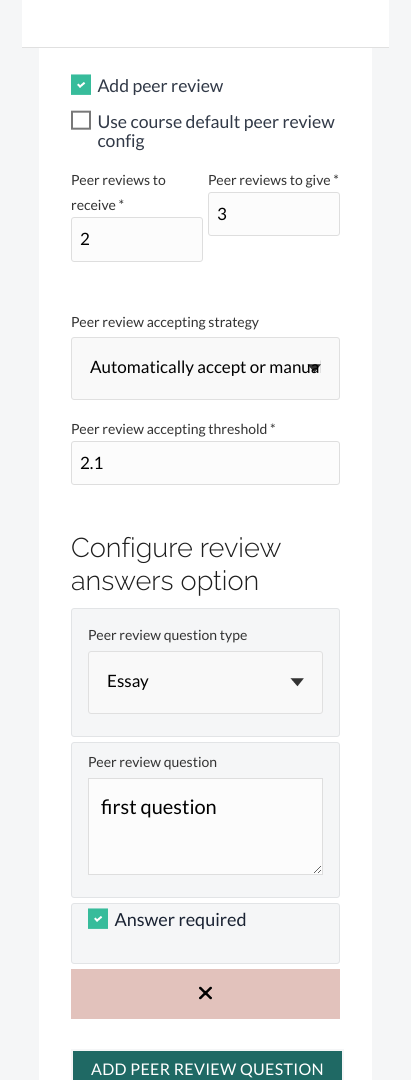 Add peer review
Use course default peer review
config
Peer reviews to
receive *
2
Peer reviews to give *
3
Peer review accepting strategy
Automatically accept or manua
Peer review accepting threshold *
2.1
Configure review
answers option
Peer review question type
Essay
Peer review question
first question
Answer required
ADD PEER REVIEW QUESTION